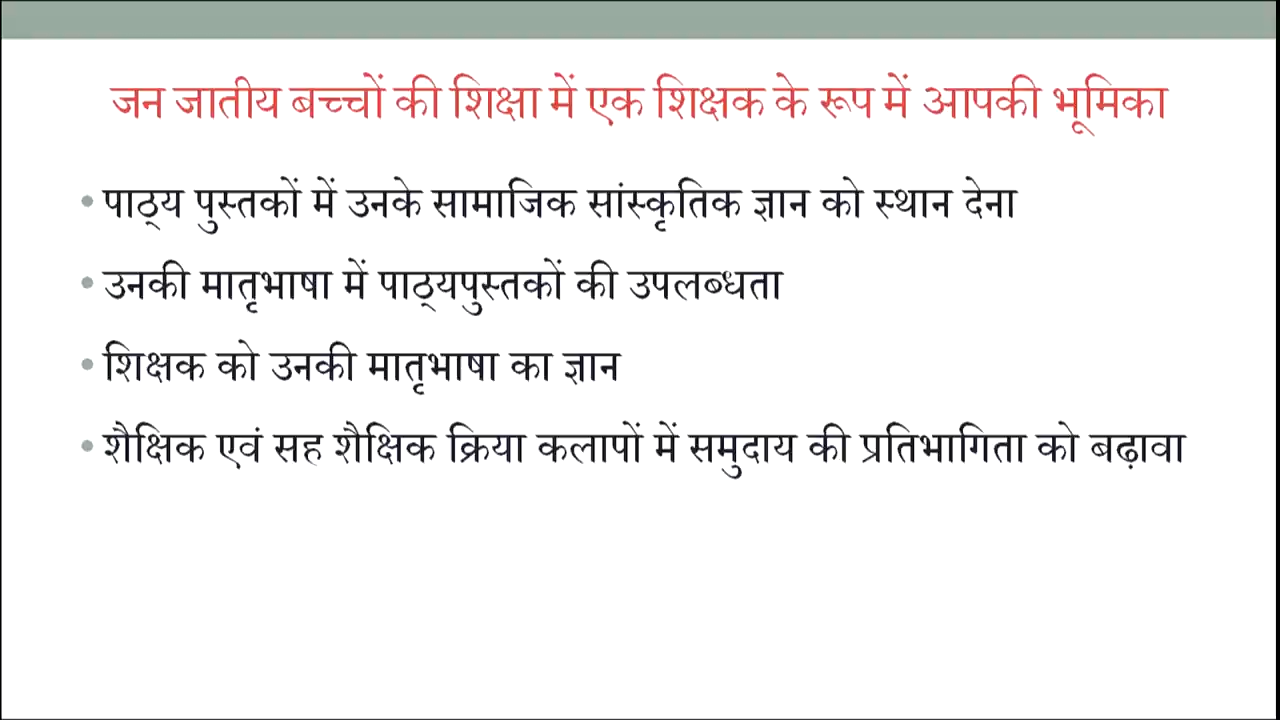 जन जातीय बच्चों की शिक्षा में एक शिक्षक के रूप में आपकी भूमिका
• पाठ्य पुस्तकों में उनके सामाजिक सांस्कृतिक ज्ञान को स्थान देना
• उनकी मातृभाषा में पाठ्यपुस्तकों की उपलब्धता
• शिक्षक को उनकी मातृभाषा का ज्ञान
• शैक्षिक एवं सह शैक्षिक क्रिया कलापों में समुदाय की प्रतिभागिता को बढ़ावा